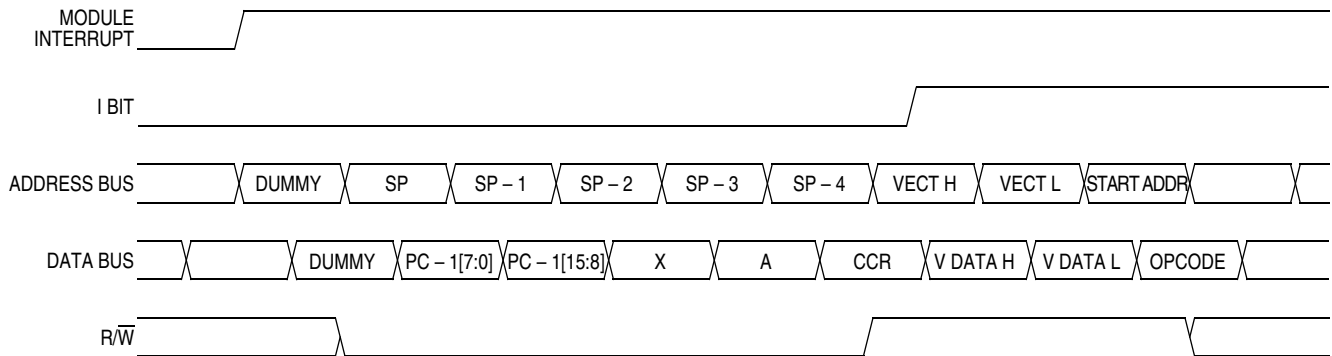 MODULE
INTERRUPT
I BIT
ADDRESS BUS DUMMY SP SP – 1 SP – 2 SP – 3 SP – 4 VECT H VECT L START ADDR
DATA BUS DUMMY PC – 1[7:0] PC – 1[15:8] X A CCR V DATA H V DATA L OPCODE
R/W̅